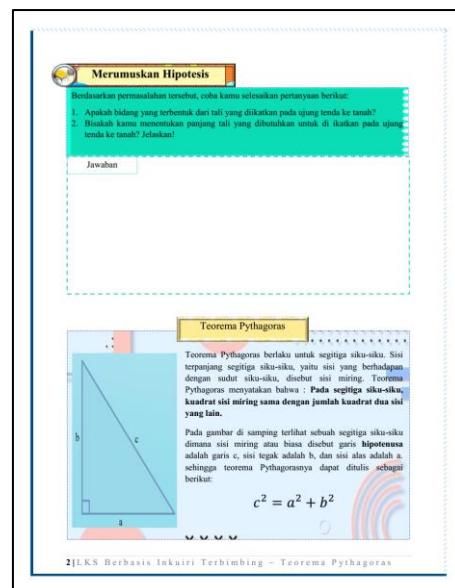 Merumuskan Hipotesis
Berdasarkan permasalahan tersebut, coba kamu selesaikan pertanyaan berikut:
1. Apakah bidang yang terbentuk dari tali yang diikatkan pada ujung tenda ke tanah?
2. Bisakah kamu menentukan panjang tali yang dibutuhkan untuk di ikatkan pada ujung
tenda ke tanah? Jelaskan!
Jawaban
Teorema Pythagoras
Teorema Pythagoras berlaku untuk segitiga siku-siku. Sisi
terpanjang segitiga siku-siku, yaitu sisi yang berhadapan
dengan sudut siku-siku, disebut sisi miring. Teorema
Pythagoras menyatakan bahwa : Pada segitiga siku-siku,
kuadrat sisi miring sama dengan jumlah kuadrat dua sisi
yang lain.
Pada gambar di samping terlihat sebuah segitiga siku-siku
dimana sisi miring atau biasa disebut garis hipotenusa
adalah garis c, sisi tegak adalah b, dan sisi alas adalah a.
sehingga teorema Pythagorasnya dapat ditulis sebagai
berikut:
c² = a² + b²
b
c
a
2|LKS Berbasis Inkuiri Terbimbing – Teorema Pythagoras